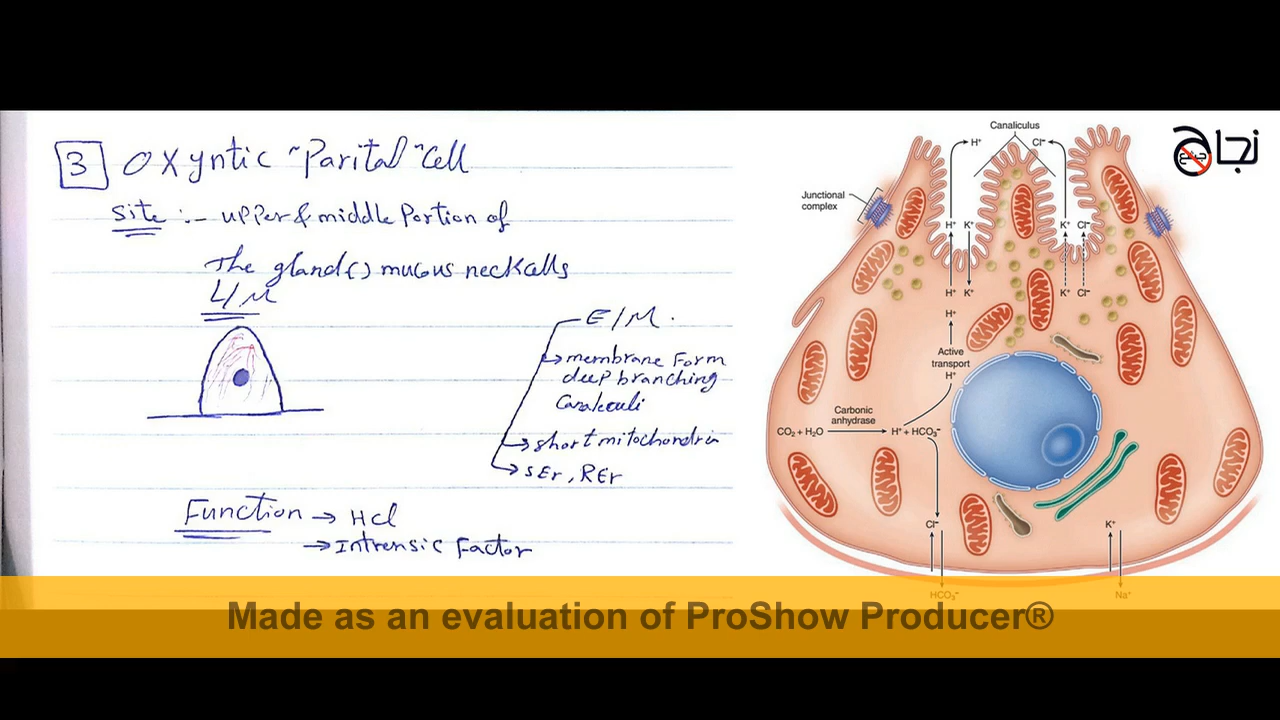 3 Oxyntic "Parital" Cell
site :- upper & middle Portion of
The gland() mucous neck cells
L/M
E/M.
membrane Form
deep branching
short mitochondria
SEr, REr
Function → Hcl
→ Intrensic Factor
Canaliculus
H⁺
Cl⁻
Junctional
complex
H⁺ K⁺ K⁺ Cl⁻
H⁺ K⁺ K⁺ Cl⁻
H⁺
Active
transport
H⁺
Carbonic
anhydrase
CO₂ + H₂O H⁺ + HCO₃⁻
Cl⁻ K⁺
HCO₃⁻ Na⁺
نجاح
Made as an evaluation of ProShow Producer®